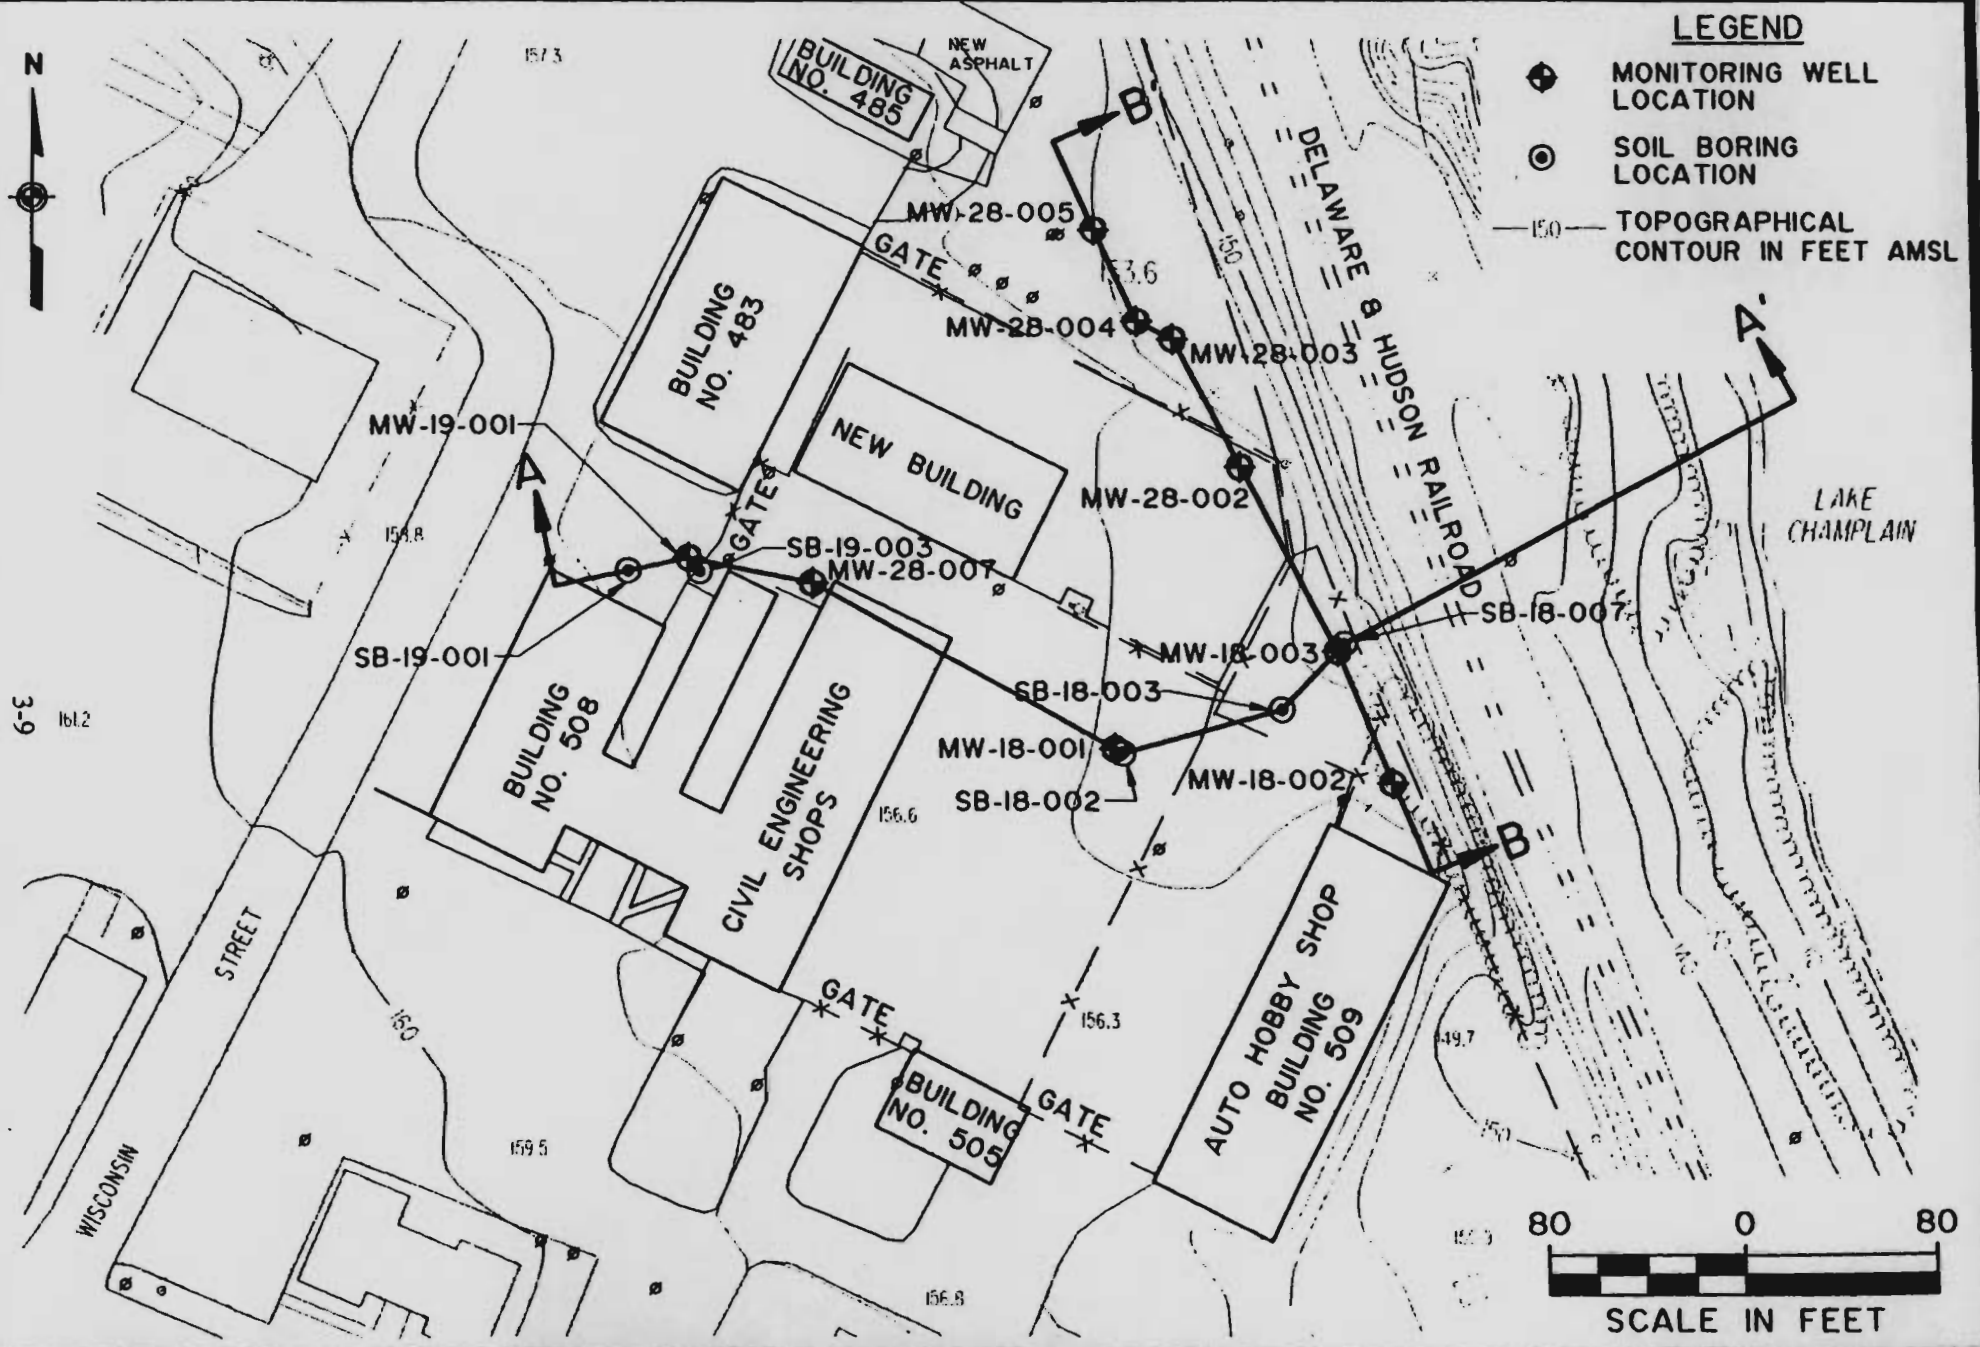 LEGEND
MONITORING WELL
LOCATION
SOIL BORING
LOCATION
150
TOPOGRAPHICAL
CONTOUR IN FEET AMSL
N
157.3
BUILDING
NO. 485
NEW
ASPHALT
B'
MW-28-005
GATE
153.6
150
DELAWARE & HUDSON RAILROAD
MW-28-004
MW-28-003
A'
BUILDING
NO. 483
MW-19-001
A
NEW BUILDING
MW-28-002
LAKE
CHAMPLAIN
GATE
SB-19-003
MW-28-007
SB-18-007
SB-19-001
MW-18-003
SB-18-003
3-9
161.2
BUILDING
NO. 508
CIVIL ENGINEERING
SHOPS
MW-18-001
MW-18-002
SB-18-002
156.6
B
STREET
WISCONSIN
160
GATE
156.3
AUTO HOBBY SHOP
BUILDING
NO. 509
BUILDING
NO. 505
GATE
159.5
150
156.8
80 0 80
SCALE IN FEET